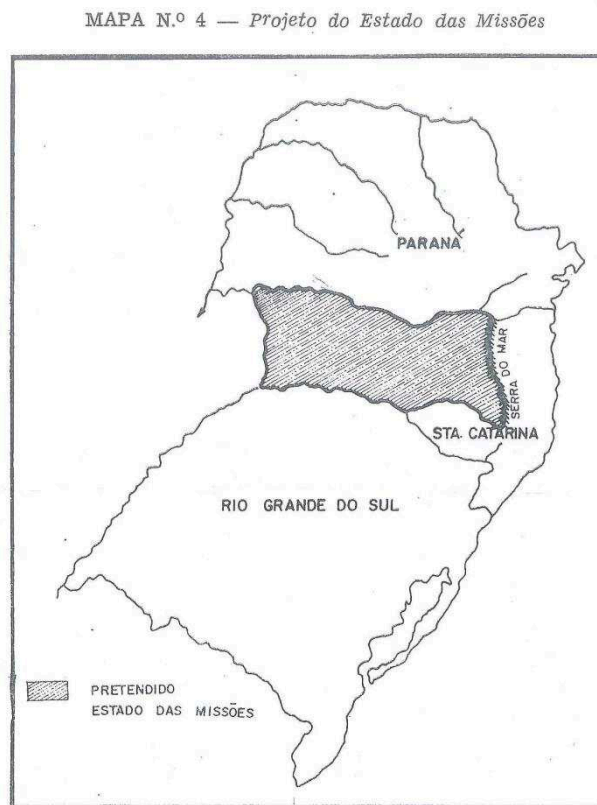 MAPA N.º 4 — Projeto do Estado das Missões
PARANA
SERRA DO MAR
STA. CATARINA
RIO GRANDE DO SUL
PRETENDIDO
ESTADO DAS MISSÕES